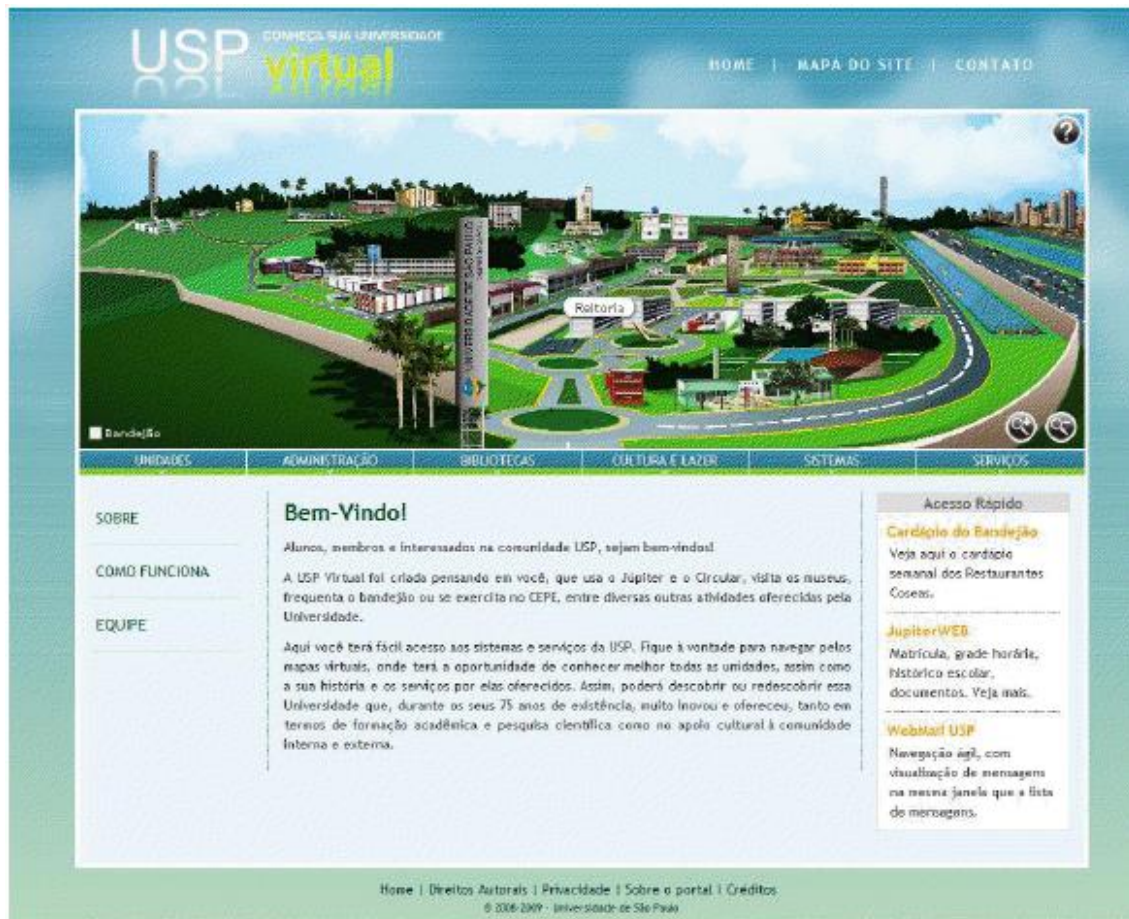 USP CONHEÇA SUA UNIVERSIDADE
virtual
HOME | MAPA DO SITE | CONTATO
?
UNIVERSIDADE DE SÃO PAULO
Reitoria
Bandejão
UNIDADES ADMINISTRAÇÃO BIBLIOTECAS CULTURA E LAZER SISTEMAS SERVIÇOS
SOBRE
COMO FUNCIONA
EQUIPE
Bem-Vindo!
Alunos, membros e interessados na comunidade USP, sejam bem-vindos!
A USP Virtual foi criada pensando em você, que usa o Júpiter e o Circular, visita os museus,
frequenta o bandejão ou se exercita no CEPE, entre diversas outras atividades oferecidas pela
Universidade.
Aqui você terá fácil acesso aos sistemas e serviços da USP. Fique à vontade para navegar pelos
mapas virtuais, onde terá a oportunidade de conhecer melhor todas as unidades, assim como
a sua história e os serviços por elas oferecidos. Assim, poderá descobrir ou redescobrir essa
Universidade que, durante os seus 75 anos de existência, muito inovou e ofereceu, tanto em
termos de formação acadêmica e pesquisa científica como no apoio cultural à comunidade
interna e externa.
Acesso Rápido
Cardápio do Bandejão
Veja aqui o cardápio
semanal dos Restaurantes
Coseas.
JupiterWEB
Matrícula, grade horária,
histórico escolar,
documentos. Veja mais.
WebMail USP
Navegação ágil, com
visualização de mensagens
na mesma janela que a lista
de mensagens.
Home | Direitos Autorais | Privacidade | Sobre o portal | Créditos
© 2008-2009 - Universidade de São Paulo